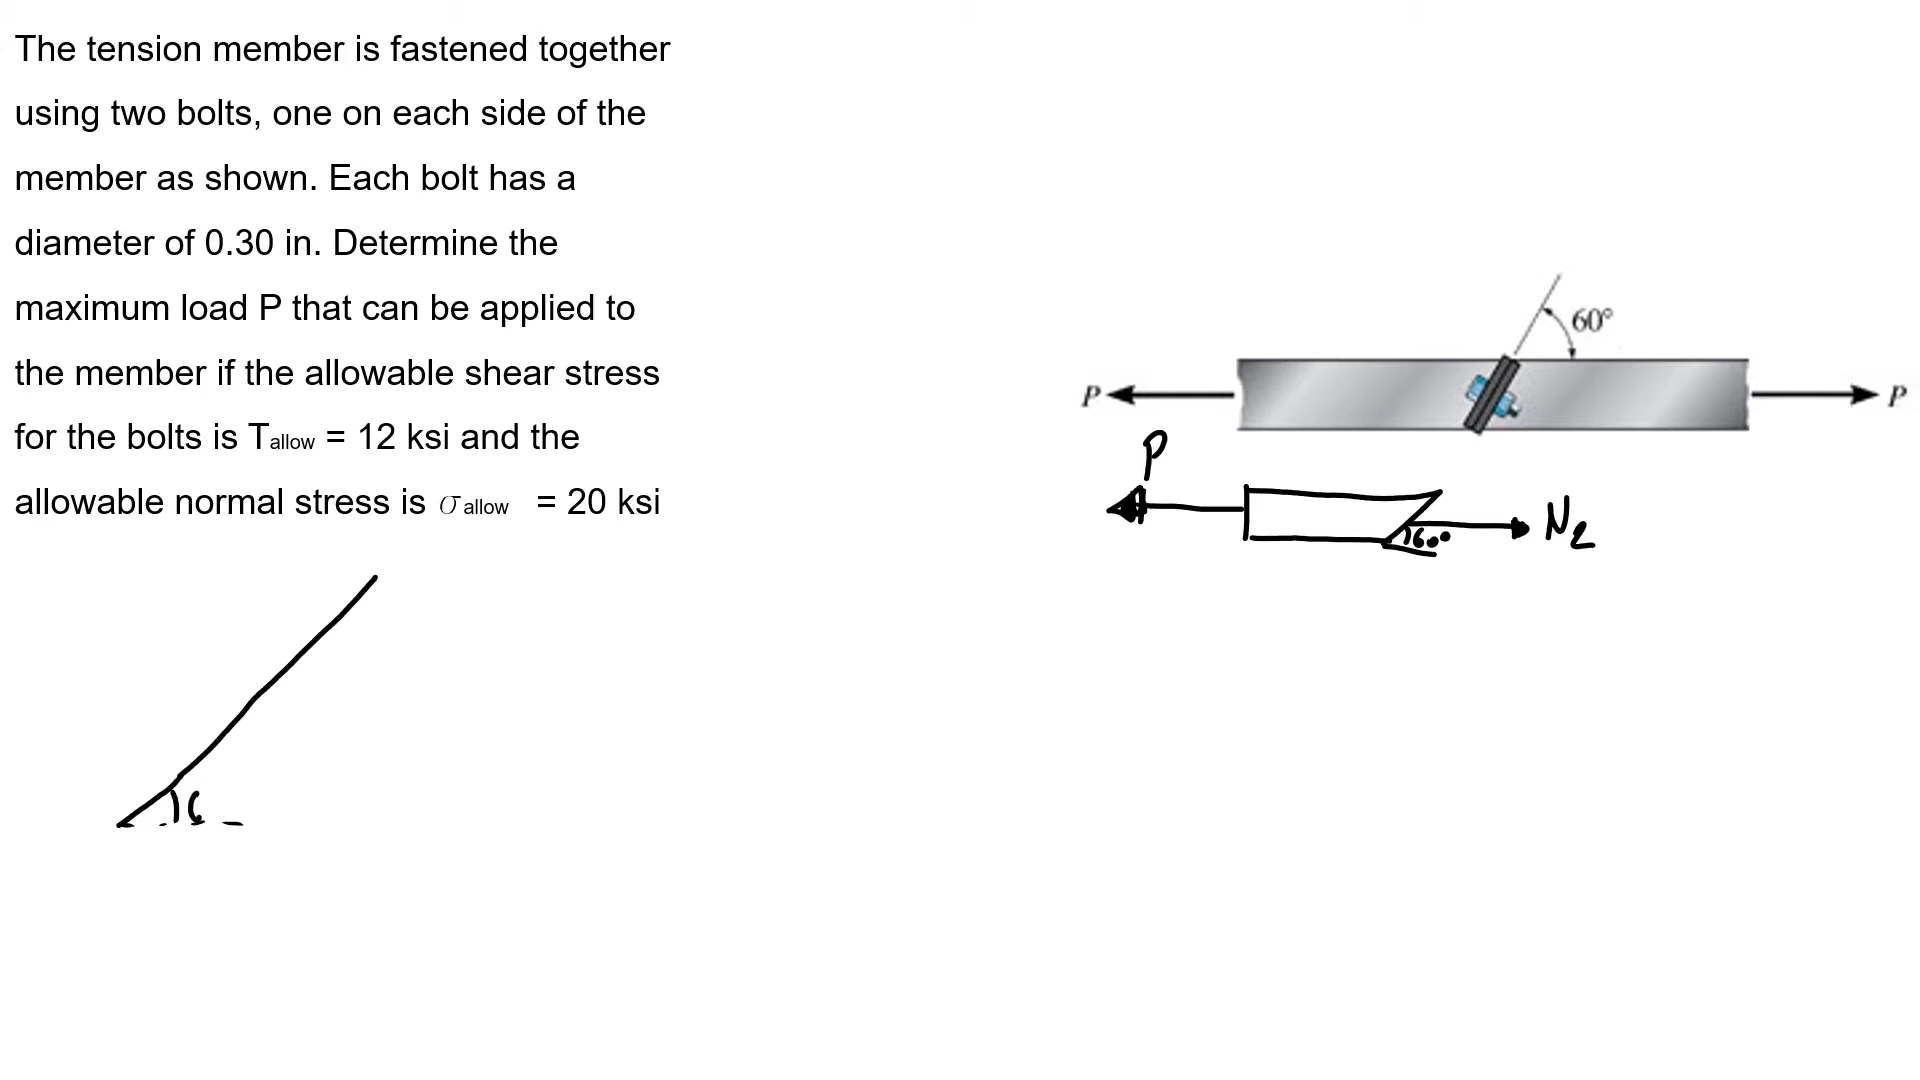 The tension member is fastened together
using two bolts, one on each side of the
member as shown. Each bolt has a
diameter of 0.30 in. Determine the
maximum load P that can be applied to
the member if the allowable shear stress
for the bolts is Tallow = 12 ksi and the
allowable normal stress is σ allow = 20 ksi
60°
P
P
P
N2
60°
6